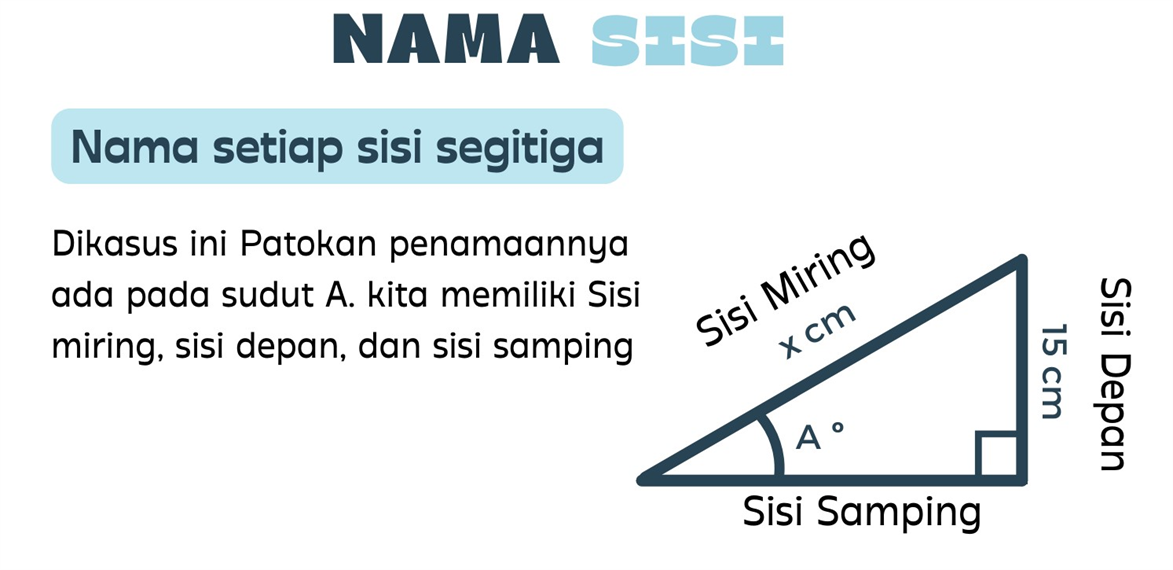 NAMA SISI
Nama setiap sisi segitiga
Dikasus ini Patokan penamaannya
ada pada sudut A. kita memiliki Sisi
miring, sisi depan, dan sisi samping
Sisi Miring
x cm
A °
15 cm
Sisi Depan
Sisi Samping